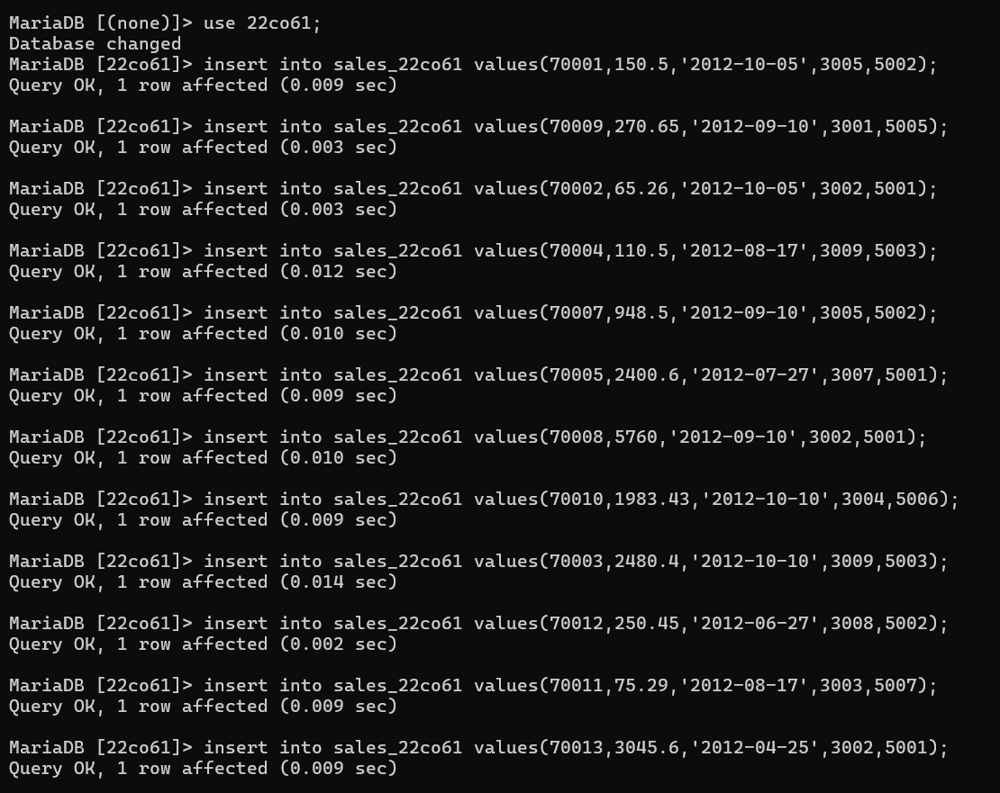 MariaDB [(none)]> use 22co61;
Database changed
MariaDB [22co61]> insert into sales_22co61 values(70001,150.5,'2012-10-05',3005,5002);
Query OK, 1 row affected (0.009 sec)

MariaDB [22co61]> insert into sales_22co61 values(70009,270.65,'2012-09-10',3001,5005);
Query OK, 1 row affected (0.003 sec)

MariaDB [22co61]> insert into sales_22co61 values(70002,65.26,'2012-10-05',3002,5001);
Query OK, 1 row affected (0.003 sec)

MariaDB [22co61]> insert into sales_22co61 values(70004,110.5,'2012-08-17',3009,5003);
Query OK, 1 row affected (0.012 sec)

MariaDB [22co61]> insert into sales_22co61 values(70007,948.5,'2012-09-10',3005,5002);
Query OK, 1 row affected (0.010 sec)

MariaDB [22co61]> insert into sales_22co61 values(70005,2400.6,'2012-07-27',3007,5001);
Query OK, 1 row affected (0.009 sec)

MariaDB [22co61]> insert into sales_22co61 values(70008,5760,'2012-09-10',3002,5001);
Query OK, 1 row affected (0.010 sec)

MariaDB [22co61]> insert into sales_22co61 values(70010,1983.43,'2012-10-10',3004,5006);
Query OK, 1 row affected (0.009 sec)

MariaDB [22co61]> insert into sales_22co61 values(70003,2480.4,'2012-10-10',3009,5003);
Query OK, 1 row affected (0.014 sec)

MariaDB [22co61]> insert into sales_22co61 values(70012,250.45,'2012-06-27',3008,5002);
Query OK, 1 row affected (0.002 sec)

MariaDB [22co61]> insert into sales_22co61 values(70011,75.29,'2012-08-17',3003,5007);
Query OK, 1 row affected (0.009 sec)

MariaDB [22co61]> insert into sales_22co61 values(70013,3045.6,'2012-04-25',3002,5001);
Query OK, 1 row affected (0.009 sec)